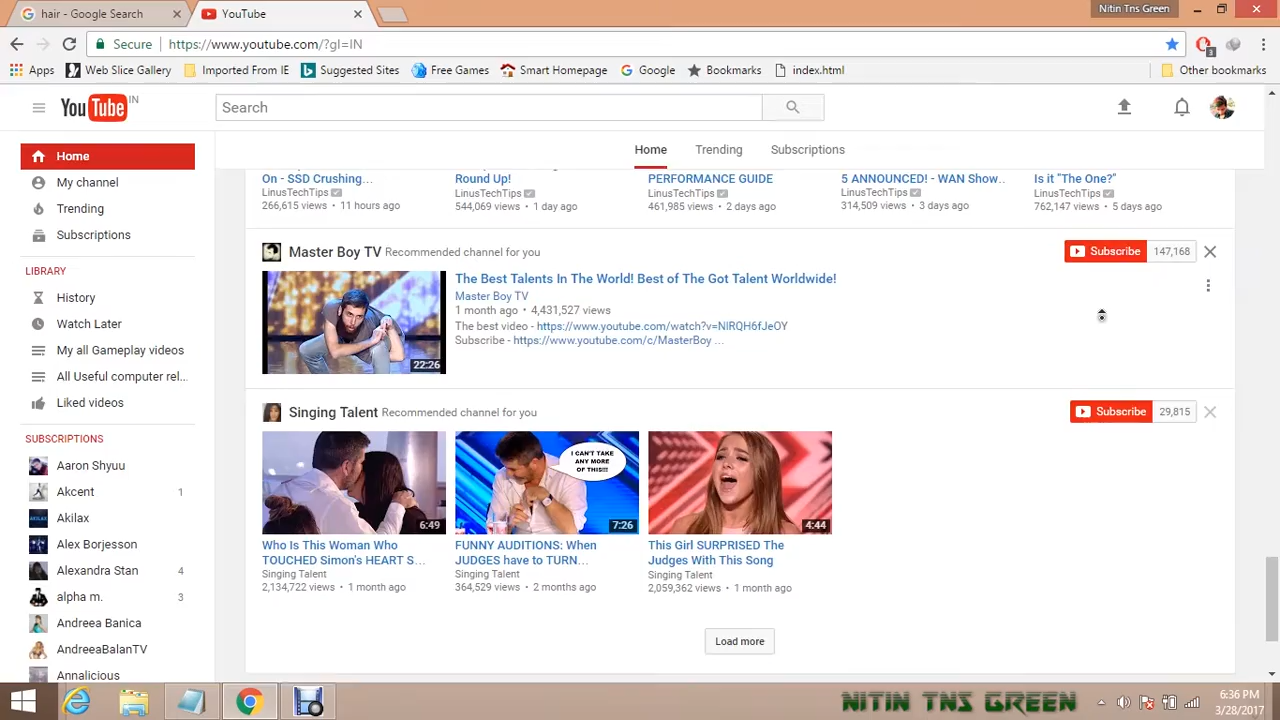 hair - Google Search
YouTube
Nitin Tns Green
Secure
https://www.youtube.com/?gl=IN
3
Apps
Web Slice Gallery
Imported From IE
Suggested Sites
Free Games
Smart Homepage
Google
Bookmarks
index.html
Other bookmarks
YouTube IN
Search
Home
Trending
Subscriptions
Home
My channel
Trending
Subscriptions
LIBRARY
History
Watch Later
My all Gameplay videos
All Useful computer rel...
Liked videos
SUBSCRIPTIONS
Aaron Shyuu
Akcent 1
Akilax
Alex Borjesson
Alexandra Stan 4
alpha m. 3
Andreea Banica
AndreeaBalanTV
Annalicious
On - SSD Crushing...
LinusTechTips
266,615 views • 11 hours ago
Round Up!
LinusTechTips
544,069 views • 1 day ago
PERFORMANCE GUIDE
LinusTechTips
461,985 views • 2 days ago
5 ANNOUNCED! - WAN Show..
LinusTechTips
314,509 views • 3 days ago
Is it "The One?"
LinusTechTips
762,147 views • 5 days ago
Master Boy TV Recommended channel for you
Subscribe 147,168
22:26
The Best Talents In The World! Best of The Got Talent Worldwide!
Master Boy TV
1 month ago • 4,431,527 views
The best video - https://www.youtube.com/watch?v=NIRQH6fJeOY
Subscribe - https://www.youtube.com/c/MasterBoy ...
Singing Talent Recommended channel for you
Subscribe 29,815
6:49
Who Is This Woman Who
TOUCHED Simon's HEART S...
Singing Talent
2,134,722 views • 1 month ago
I CAN'T TAKE
ANY MORE
OF THIS!!!
7:26
FUNNY AUDITIONS: When
JUDGES have to TURN...
Singing Talent
364,529 views • 2 months ago
4:44
This Girl SURPRISED The
Judges With This Song
Singing Talent
2,059,362 views • 1 month ago
Load more
NITIN TNS GREEN
6:36 PM
3/28/2017